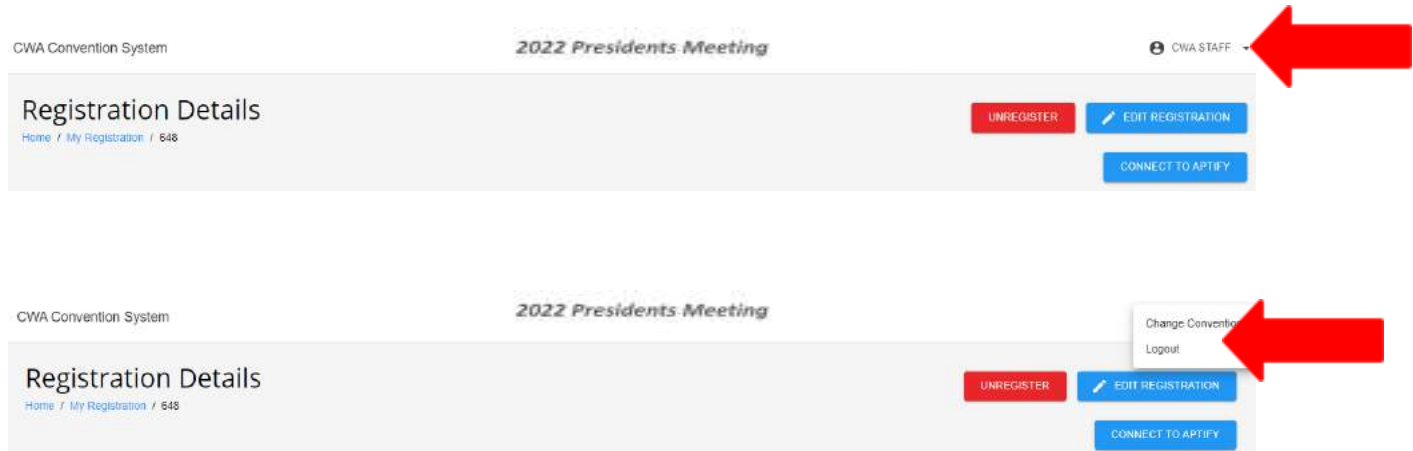 CWA Convention System
2022 Presidents Meeting
CWA STAFF
Registration Details
UNREGISTER
EDIT REGISTRATION
Home / My Registration / 648
CONNECT TO APTIFY
CWA Convention System
2022 Presidents Meeting
Change Convention
Logout
Registration Details
UNREGISTER
EDIT REGISTRATION
Home / My Registration / 648
CONNECT TO APTIFY